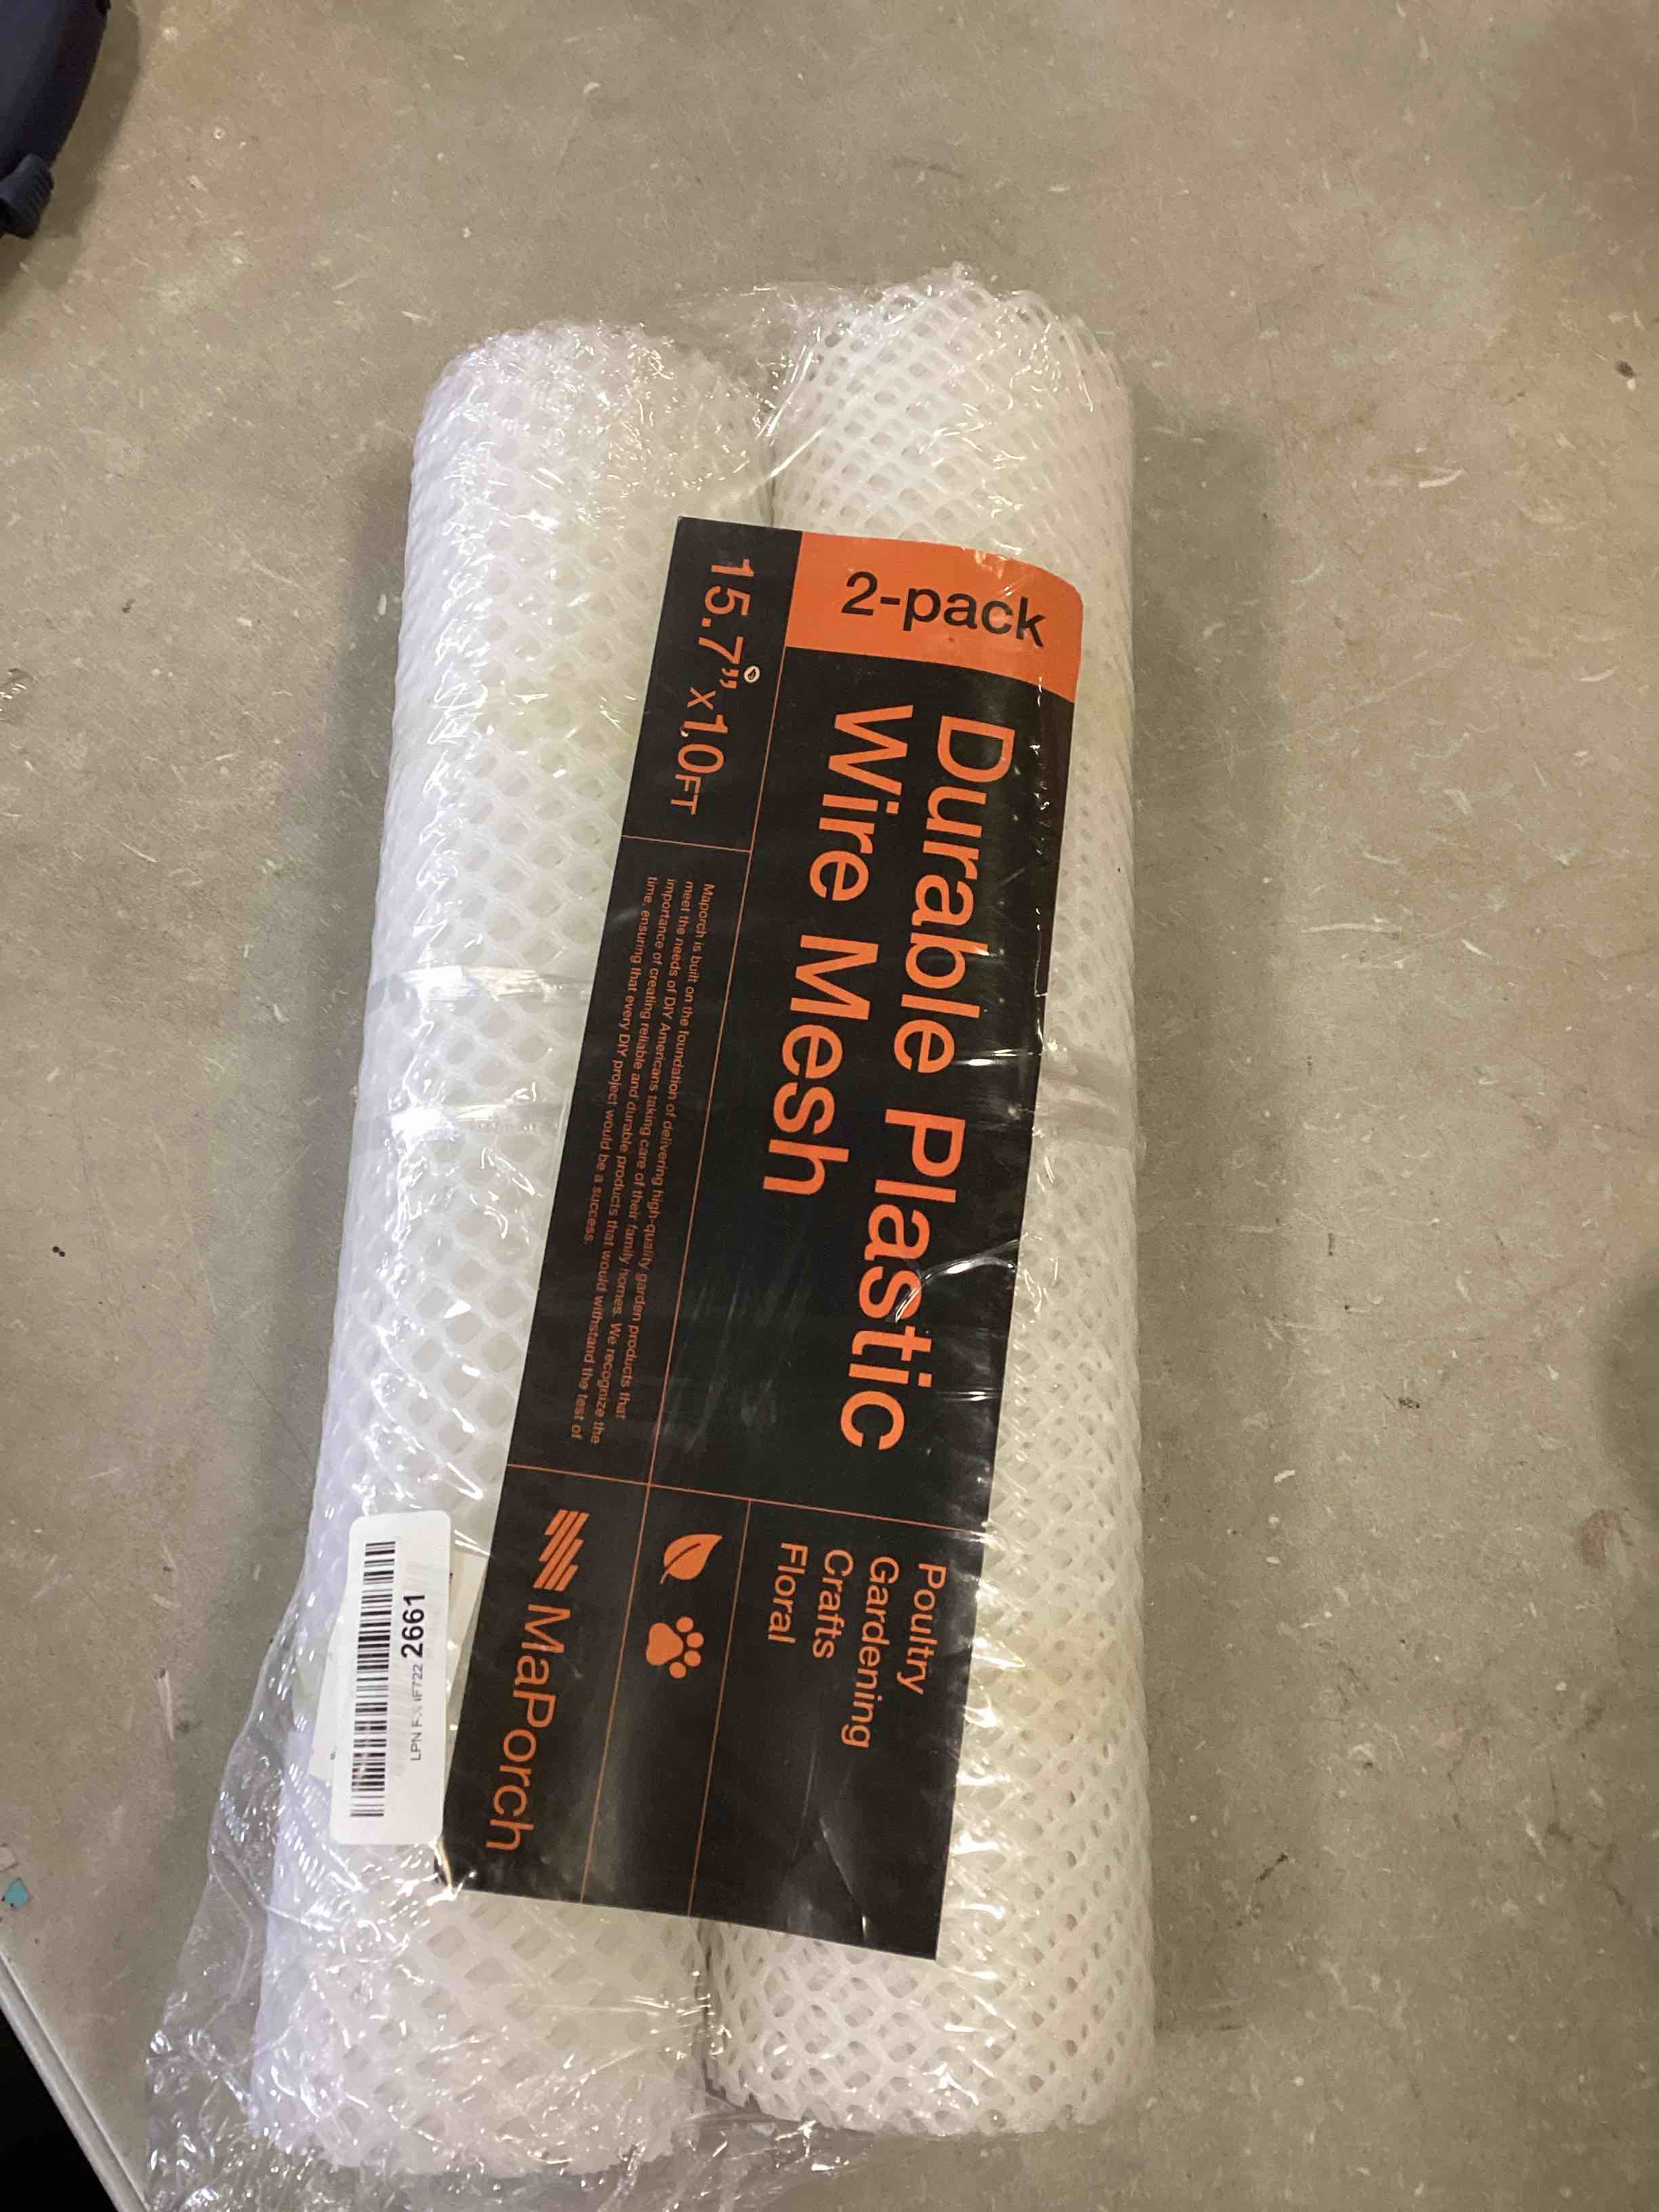 2-pack
Durable Plastic
Wire Mesh
15.7” x 10FT
Maporch is built on the foundation of delivering high-quality garden products that
meet the needs of DIY Americans taking care of their family homes. We recognize the
importance of creating reliable and durable products that would withstand the test of
time, ensuring that every DIY project would be a success.
Poultry
Gardening
Crafts
Floral
MaPorch
LPN 2661